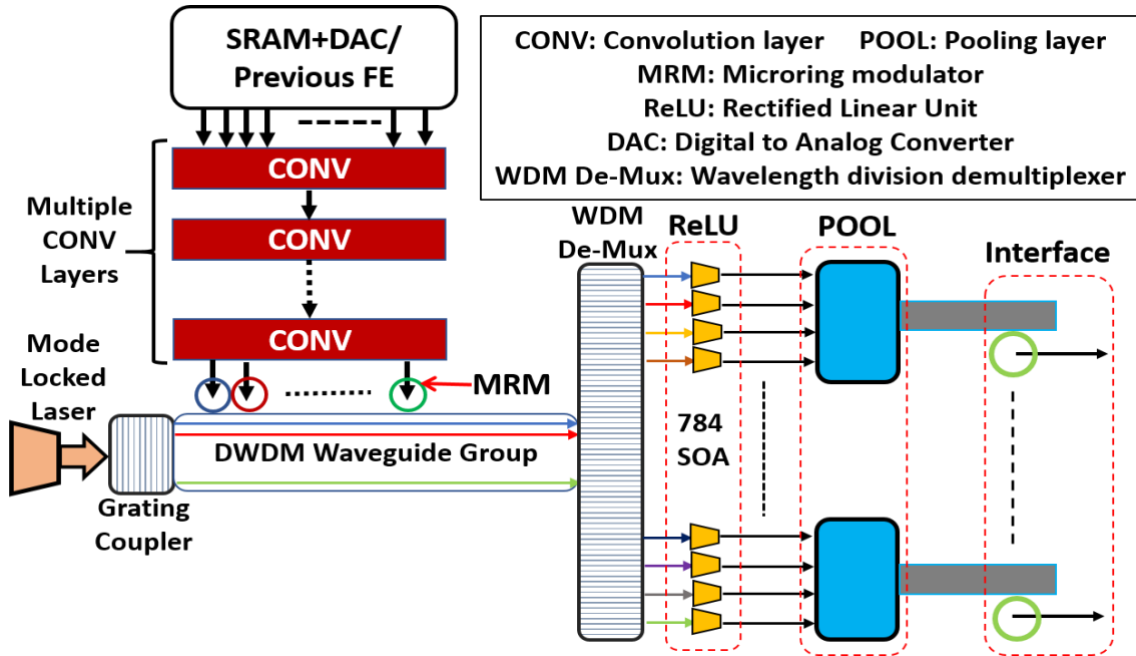 SRAM+DAC/
Previous FE
CONV: Convolution layer POOL: Pooling layer
MRM: Microring modulator
ReLU: Rectified Linear Unit
DAC: Digital to Analog Converter
WDM De-Mux: Wavelength division demultiplexer
CONV
CONV
CONV
Multiple
CONV
Layers
WDM
De-Mux
ReLU
POOL
Interface
Mode
Locked
Laser
MRM
DWDM Waveguide Group
784
SOA
Grating
Coupler